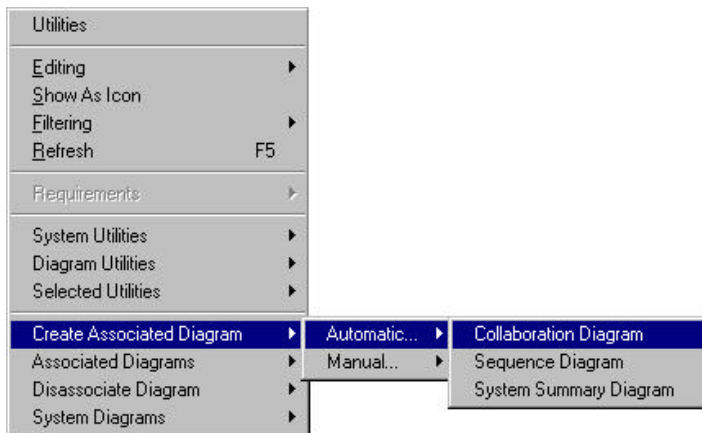 Utilities
Editing
Show As Icon
Filtering
Refresh F5
Requirements
System Utilities
Diagram Utilities
Selected Utilities
Create Associated Diagram
Associated Diagrams
Disassociate Diagram
System Diagrams
Automatic...
Manual...
Collaboration Diagram
Sequence Diagram
System Summary Diagram